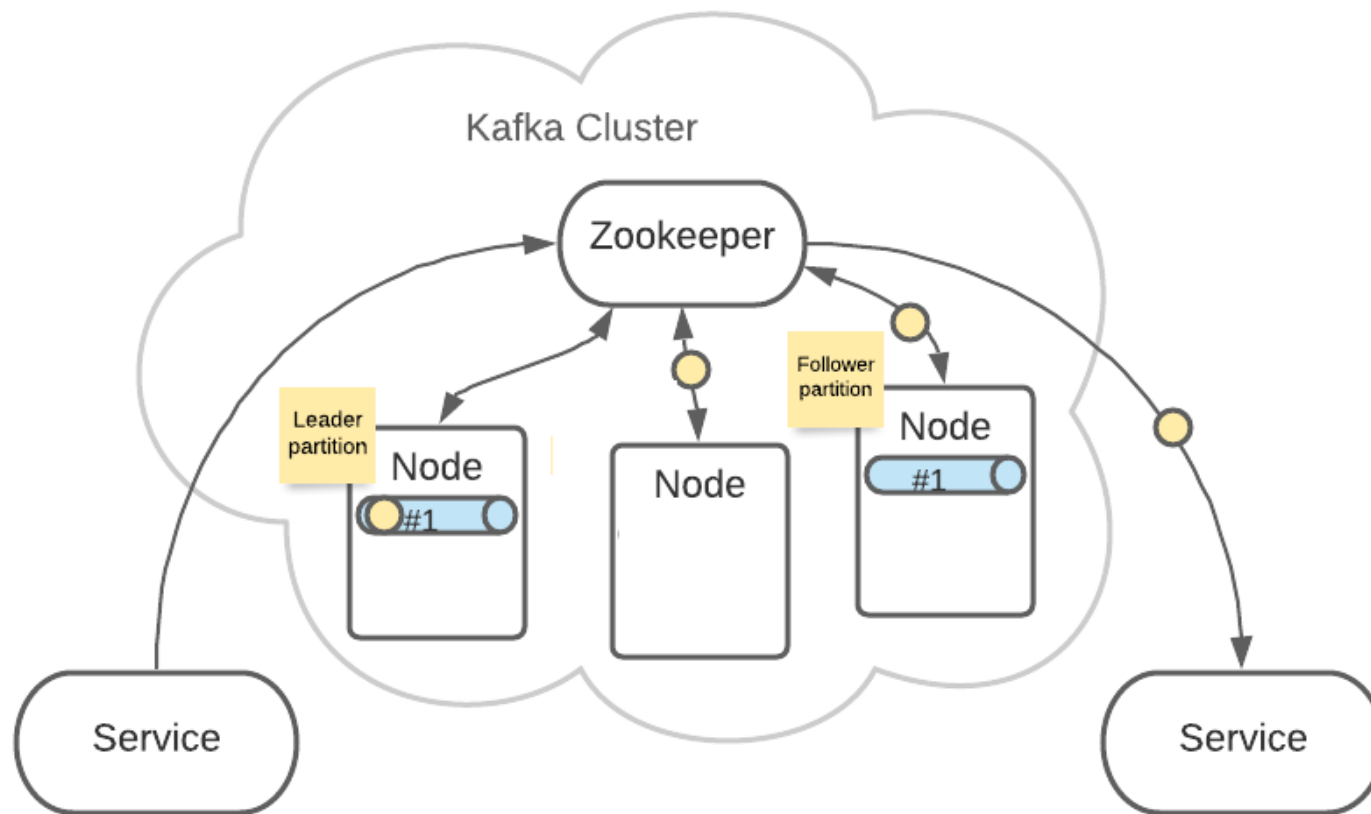 Kafka Cluster
Zookeeper
Leader
partition
Node
#1
Node
Follower
partition
Node
#1
Service
Service